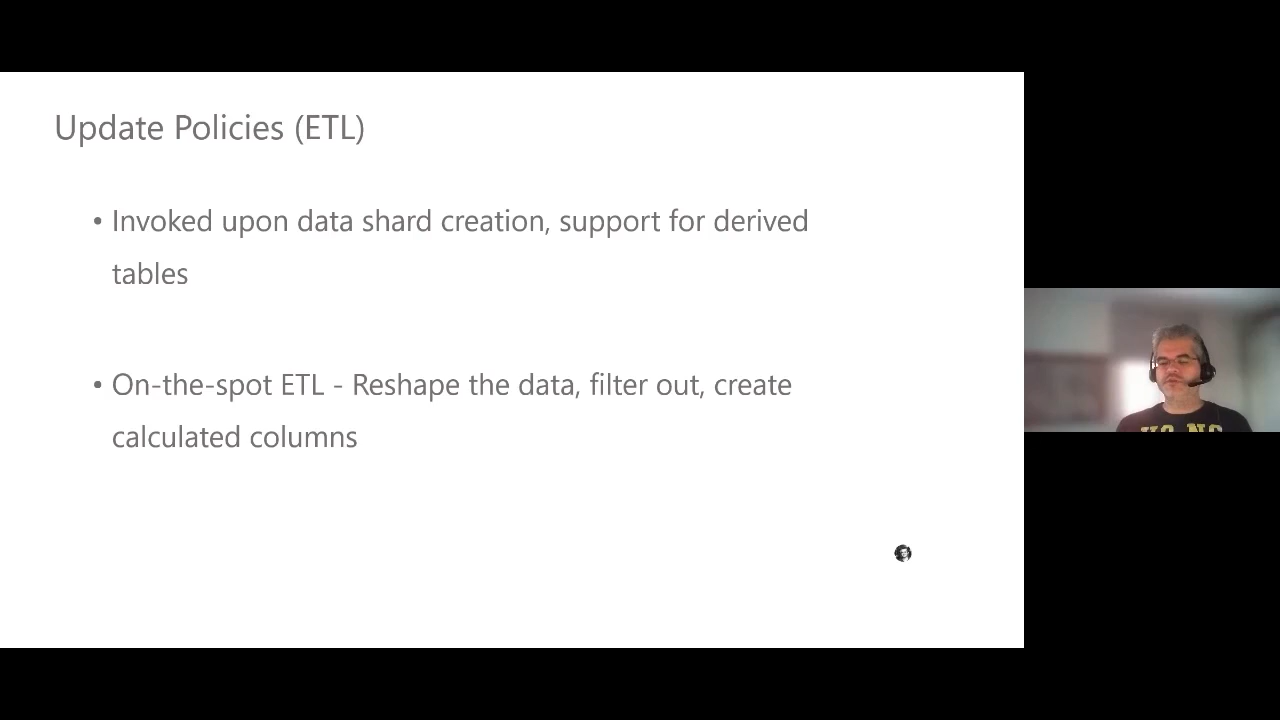 Update Policies (ETL)
• Invoked upon data shard creation, support for derived
tables
• On-the-spot ETL - Reshape the data, filter out, create
calculated columns